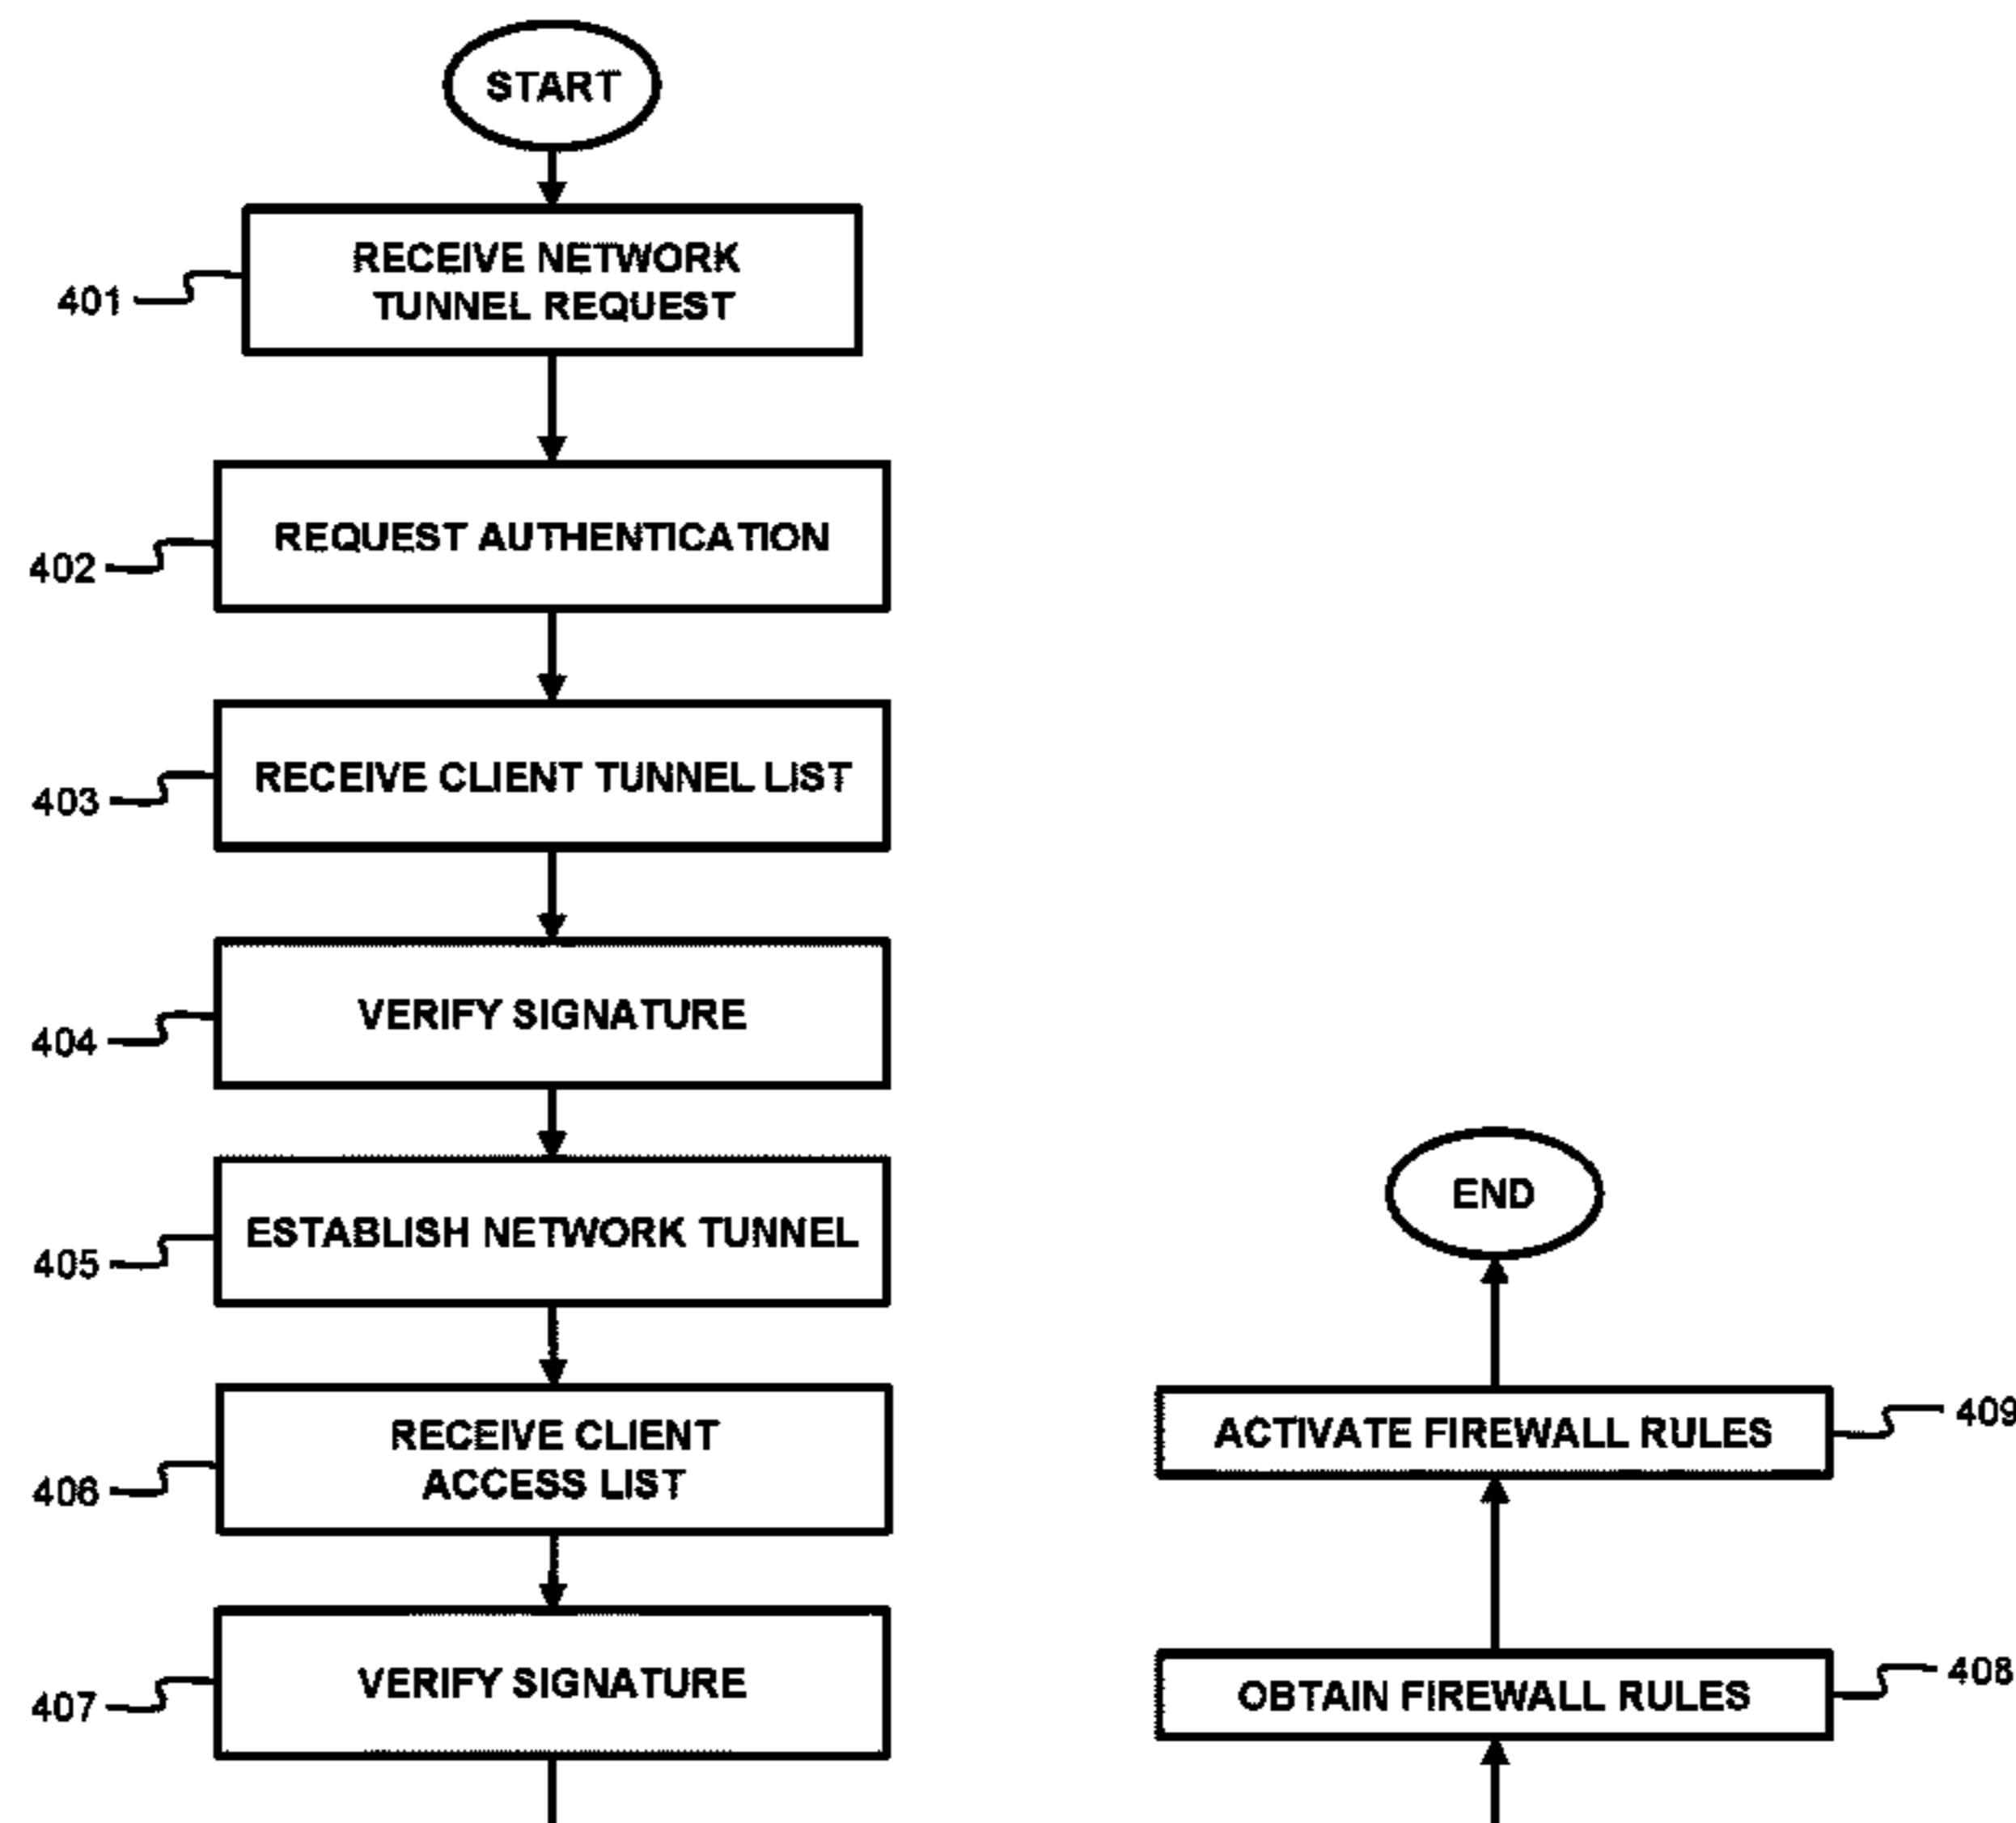 START
RECEIVE NETWORK
TUNNEL REQUEST
401
REQUEST AUTHENTICATION
402
RECEIVE CLIENT TUNNEL LIST
403
VERIFY SIGNATURE
404
ESTABLISH NETWORK TUNNEL
405
RECEIVE CLIENT
ACCESS LIST
406
VERIFY SIGNATURE
407
OBTAIN FIREWALL RULES
408
ACTIVATE FIREWALL RULES
409
END